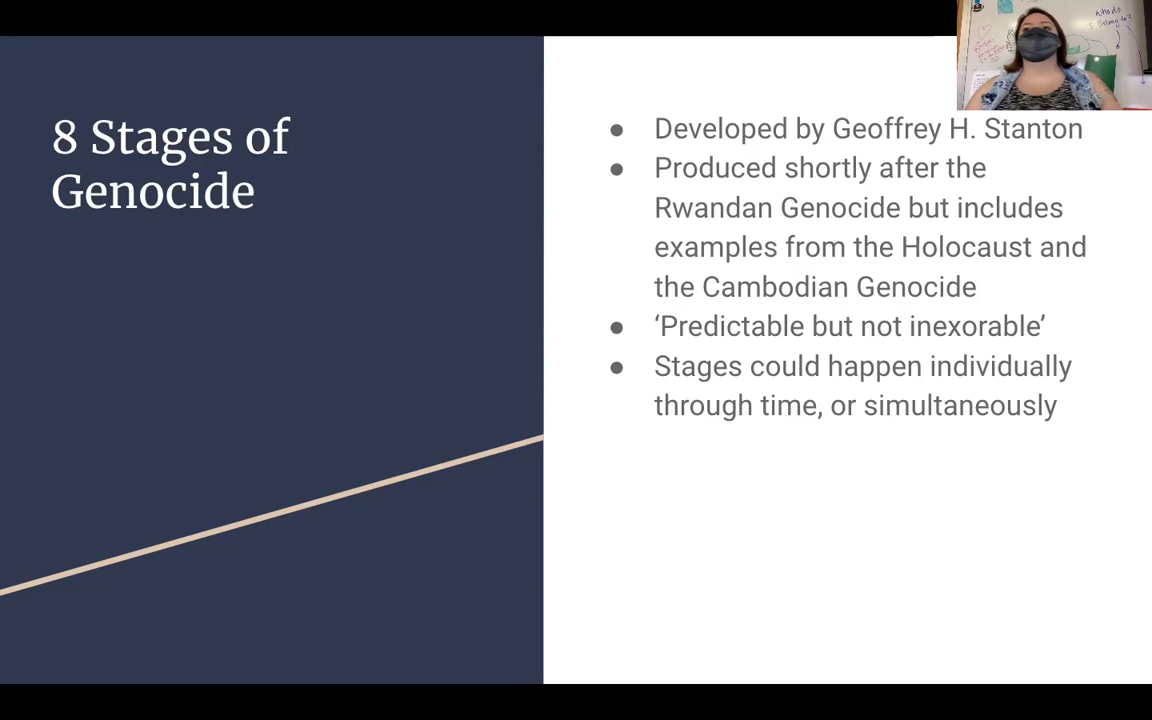 8 Stages of
Genocide
● Developed by Geoffrey H. Stanton
● Produced shortly after the
Rwandan Genocide but includes
examples from the Holocaust and
the Cambodian Genocide
● ‘Predictable but not inexorable’
● Stages could happen individually
through time, or simultaneously